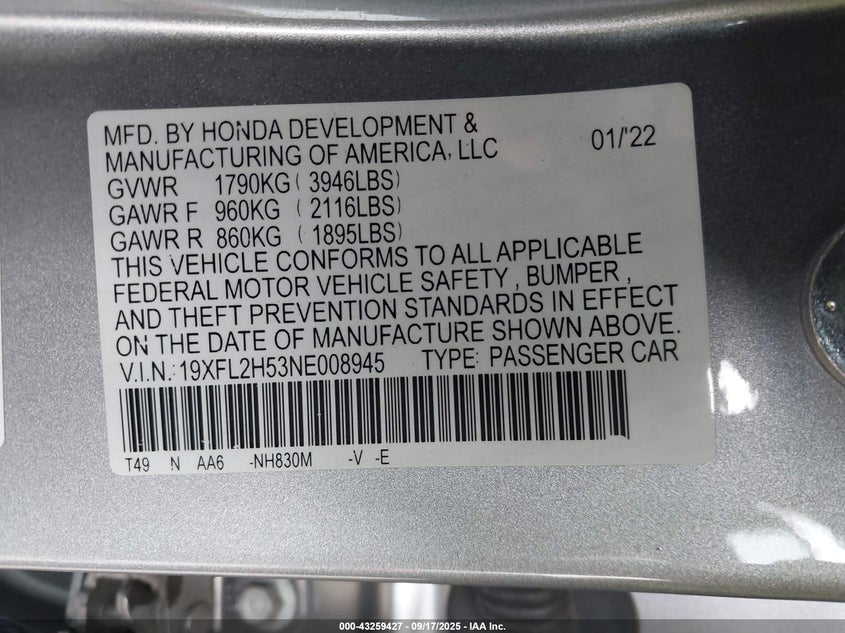 MFD. BY HONDA DEVELOPMENT &
MANUFACTURING OF AMERICA, LLC 01/'22
GVWR 1790KG ( 3946LBS)
GAWR F 960KG ( 2116LBS)
GAWR R 860KG ( 1895LBS)
THIS VEHICLE CONFORMS TO ALL APPLICABLE
FEDERAL MOTOR VEHICLE SAFETY , BUMPER ,
AND THEFT PREVENTION STANDARDS IN EFFECT
ON THE DATE OF MANUFACTURE SHOWN ABOVE.
V.I.N.:19XFL2H53NE008945 TYPE: PASSENGER CAR
T49 N AA6 -NH830M -V -E
000-43259427 - 09/17/2025 - IAA Inc.